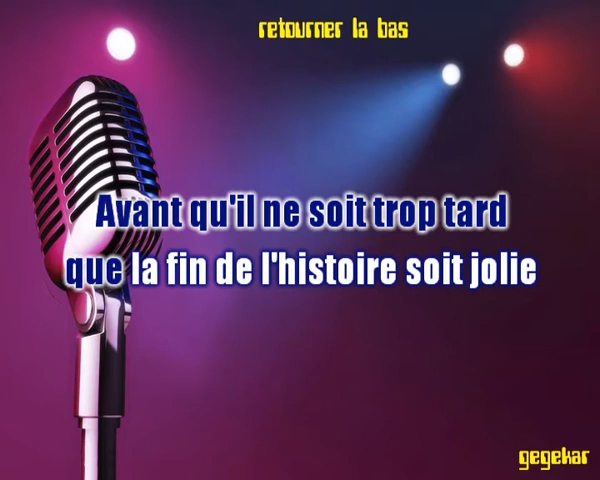 retourner la bas
Avant qu'il ne soit trop tard
que la fin de l'histoire soit jolie
gegekar